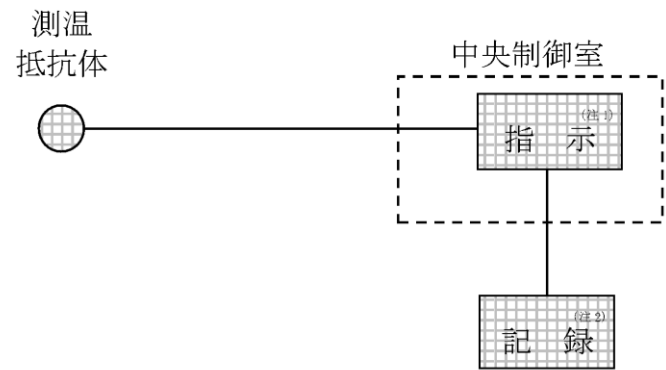 測温
抵抗体
中央制御室
(注1)
指 示
(注2)
記 録